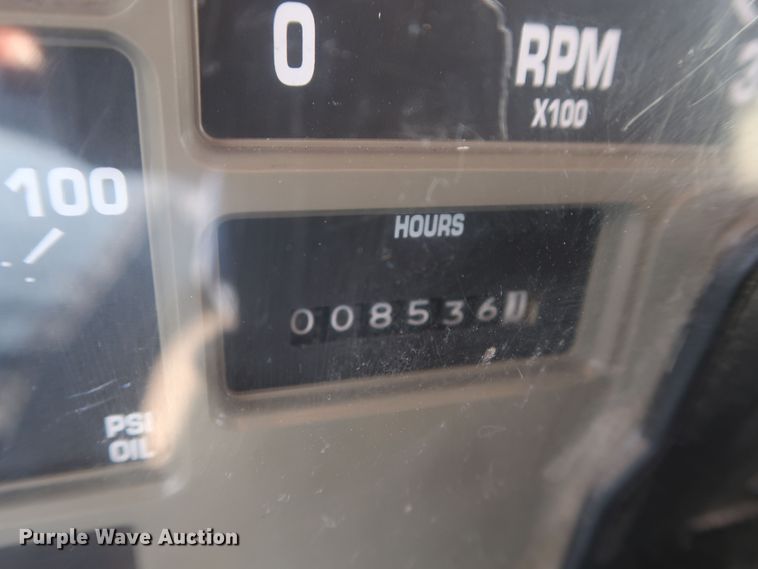 0
RPM
X100
100
HOURS
008536
PSI
OIL
Purple Wave Auction